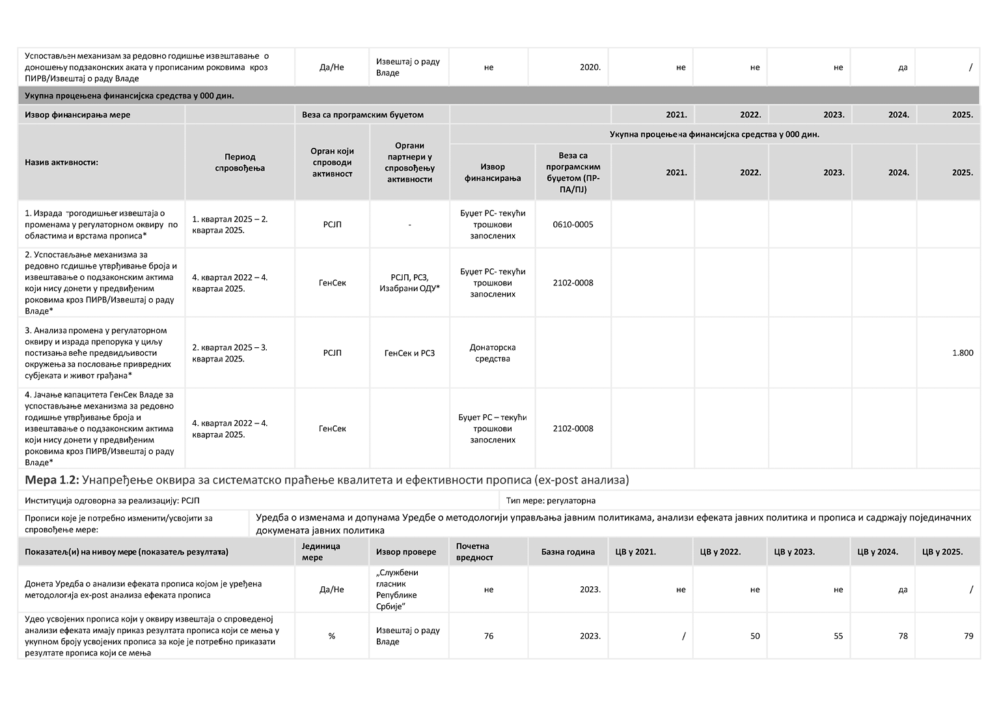 Успостављен механизам за редовно годишње извештавање о
доношењу подзаконских аката у прописаним роковима кроз
ПИРВ/Извештај о раду Владе
Да/Не
Извештај о раду
Владе
не
2020.
не
не
не
да
/
Укупна процењена финансијска средства у 000 дин.
Извор финансирања мере
Веза са програмским буџетом
2021.
2022.
2023.
2024.
2025.
Назив активности:
Период
спровођења
Орган који
спроводи
активност
Органи
партнери у
спровођењу
активности
Укупна процењена финансијска средства у 000 дин.
Извор
финансирања
Веза са
програмским
буџетом (ПР-
ПА/ПЈ)
2021.
2022.
2023.
2024.
2025.
1. Израда трогодишњег извештаја о
променама у регулаторном оквиру по
областима и врстама прописа*
1. квартал 2025 – 2.
квартал 2025.
РСЈП
-
Буџет РС- текући
трошкови
запослених
0610-0005
2. Успостављање механизма за
редовно годишње утврђивање броја и
извештавање о подзаконским актима
који нису донети у предвиђеним
роковима кроз ПИРВ/Извештај о раду
Владе*
4. квартал 2022 – 4.
квартал 2025.
ГенСек
РСЈП, РСЗ,
Изабрани ОДУ*
Буџет РС- текући
трошкови
запослених
2102-0008
3. Анализа промена у регулаторном
оквиру и израда препорука у циљу
постизања веће предвидљивости
окружења за пословање привредних
субјеката и живот грађана*
2. квартал 2025 – 3.
квартал 2025.
РСЈП
ГенСек и РСЗ
Донаторска
средства
1.800
4. Јачање капацитета ГенСек Владе за
успостављање механизма за редовно
годишње утврђивање броја и
извештавање о подзаконским актима
који нису донети у предвиђеним
роковима кроз ПИРВ/Извештај о раду
Владе*
4. квартал 2022 – 4.
квартал 2025.
ГенСек
Буџет РС – текући
трошкови
запослених
2102-0008
Мера 1.2: Унапређење оквира за систематско праћење квалитета и ефективности прописа (ex-post анализа)
Институција одговорна за реализацију: РСЈП
Тип мере: регулаторна
Прописи које је потребно изменити/усвојити за
спровођење мере:
Уредба о изменама и допунама Уредбе о методологији управљања јавним политикама, анализи ефеката јавних политика и прописа и садржају појединачних
докумената јавних политика
Показатељ(и) на нивоу мере (показатељ резултата)
Јединица
мере
Извор провере
Почетна
вредност
Базна година
ЦВ у 2021.
ЦВ у 2022.
ЦВ у 2023.
ЦВ у 2024.
ЦВ у 2025.
Донета Уредба о анализи ефеката прописа којом је уређена
методологија ex-post анализа ефеката прописа
Да/Не
„Службени
гласник
Републике
Србије”
не
2023.
не
не
не
да
/
Удео усвојених прописа који у оквиру извештаја о спроведеној
анализи ефеката имају приказ резултата прописа који се мења у
укупном броју усвојених прописа за које је потребно приказати
резултате прописа који се мења
%
Извештај о раду
Владе
76
2023.
/
50
55
78
79